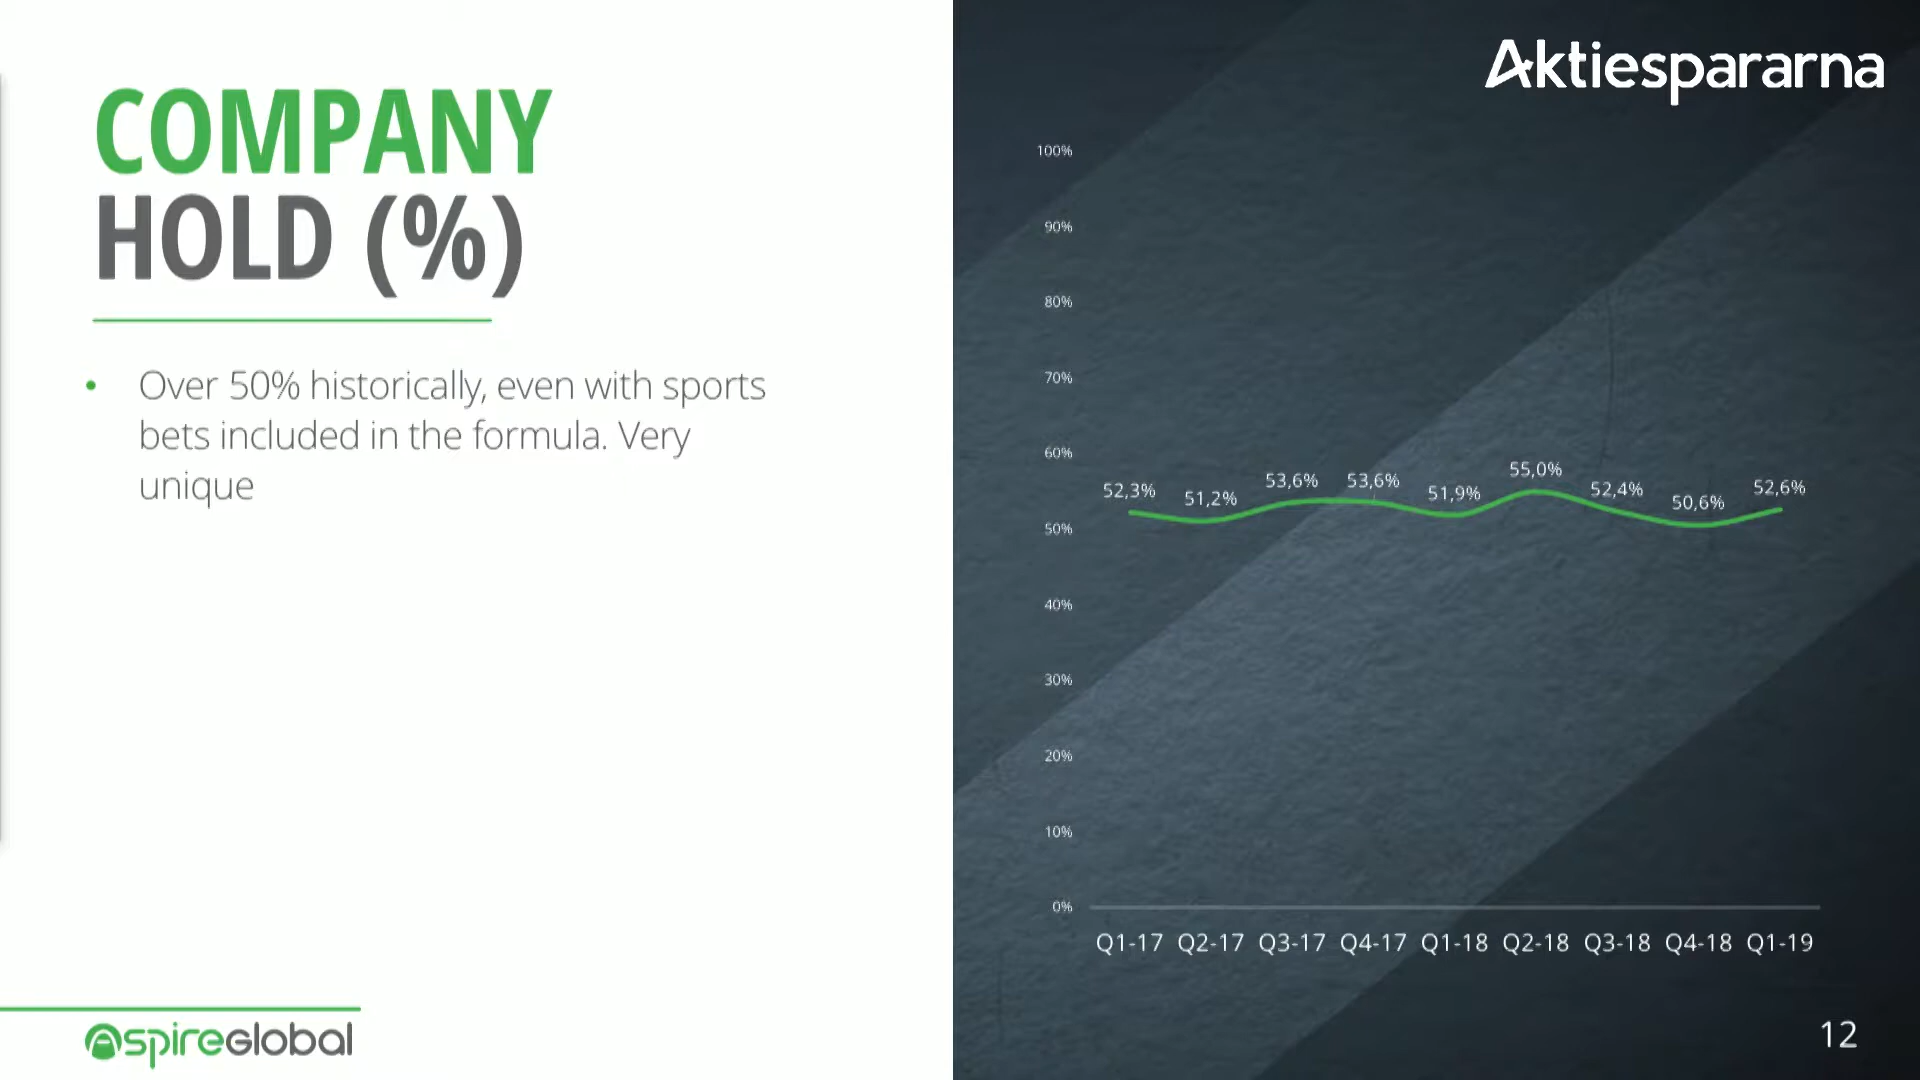 COMPANY
HOLD (%)
• Over 50% historically, even with sports
bets included in the formula. Very
unique
AspireGlobal
Aktiespararna
100%
90%
80%
70%
60%
50%
40%
30%
20%
10%
0%
52,3% 51,2% 53,6% 53,6% 51,9% 55,0% 52,4% 50,6% 52,6%
Q1-17 Q2-17 Q3-17 Q4-17 Q1-18 Q2-18 Q3-18 Q4-18 Q1-19
12